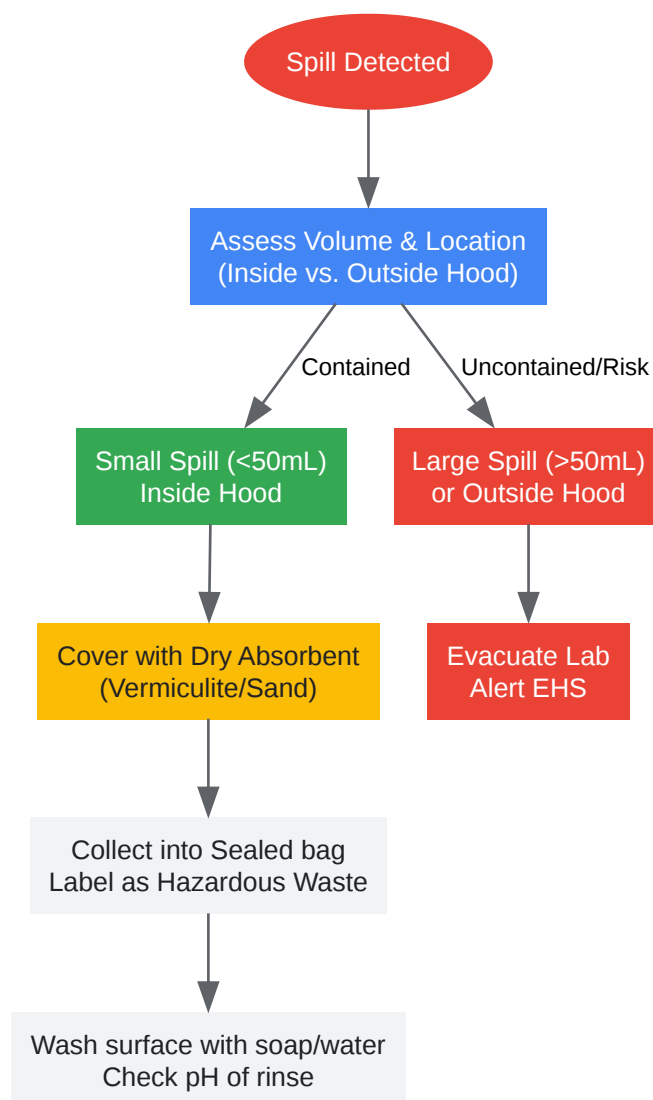 Spill Detected
Assess Volume & Location
(Inside vs. Outside Hood)
Contained
Uncontained/Risk
Small Spill (<50mL)
Inside Hood
Large Spill (>50mL)
or Outside Hood
Cover with Dry Absorbent
(Vermiculite/Sand)
Evacuate Lab
Alert EHS
Collect into Sealed bag
Label as Hazardous Waste
Wash surface with soap/water
Check pH of rinse